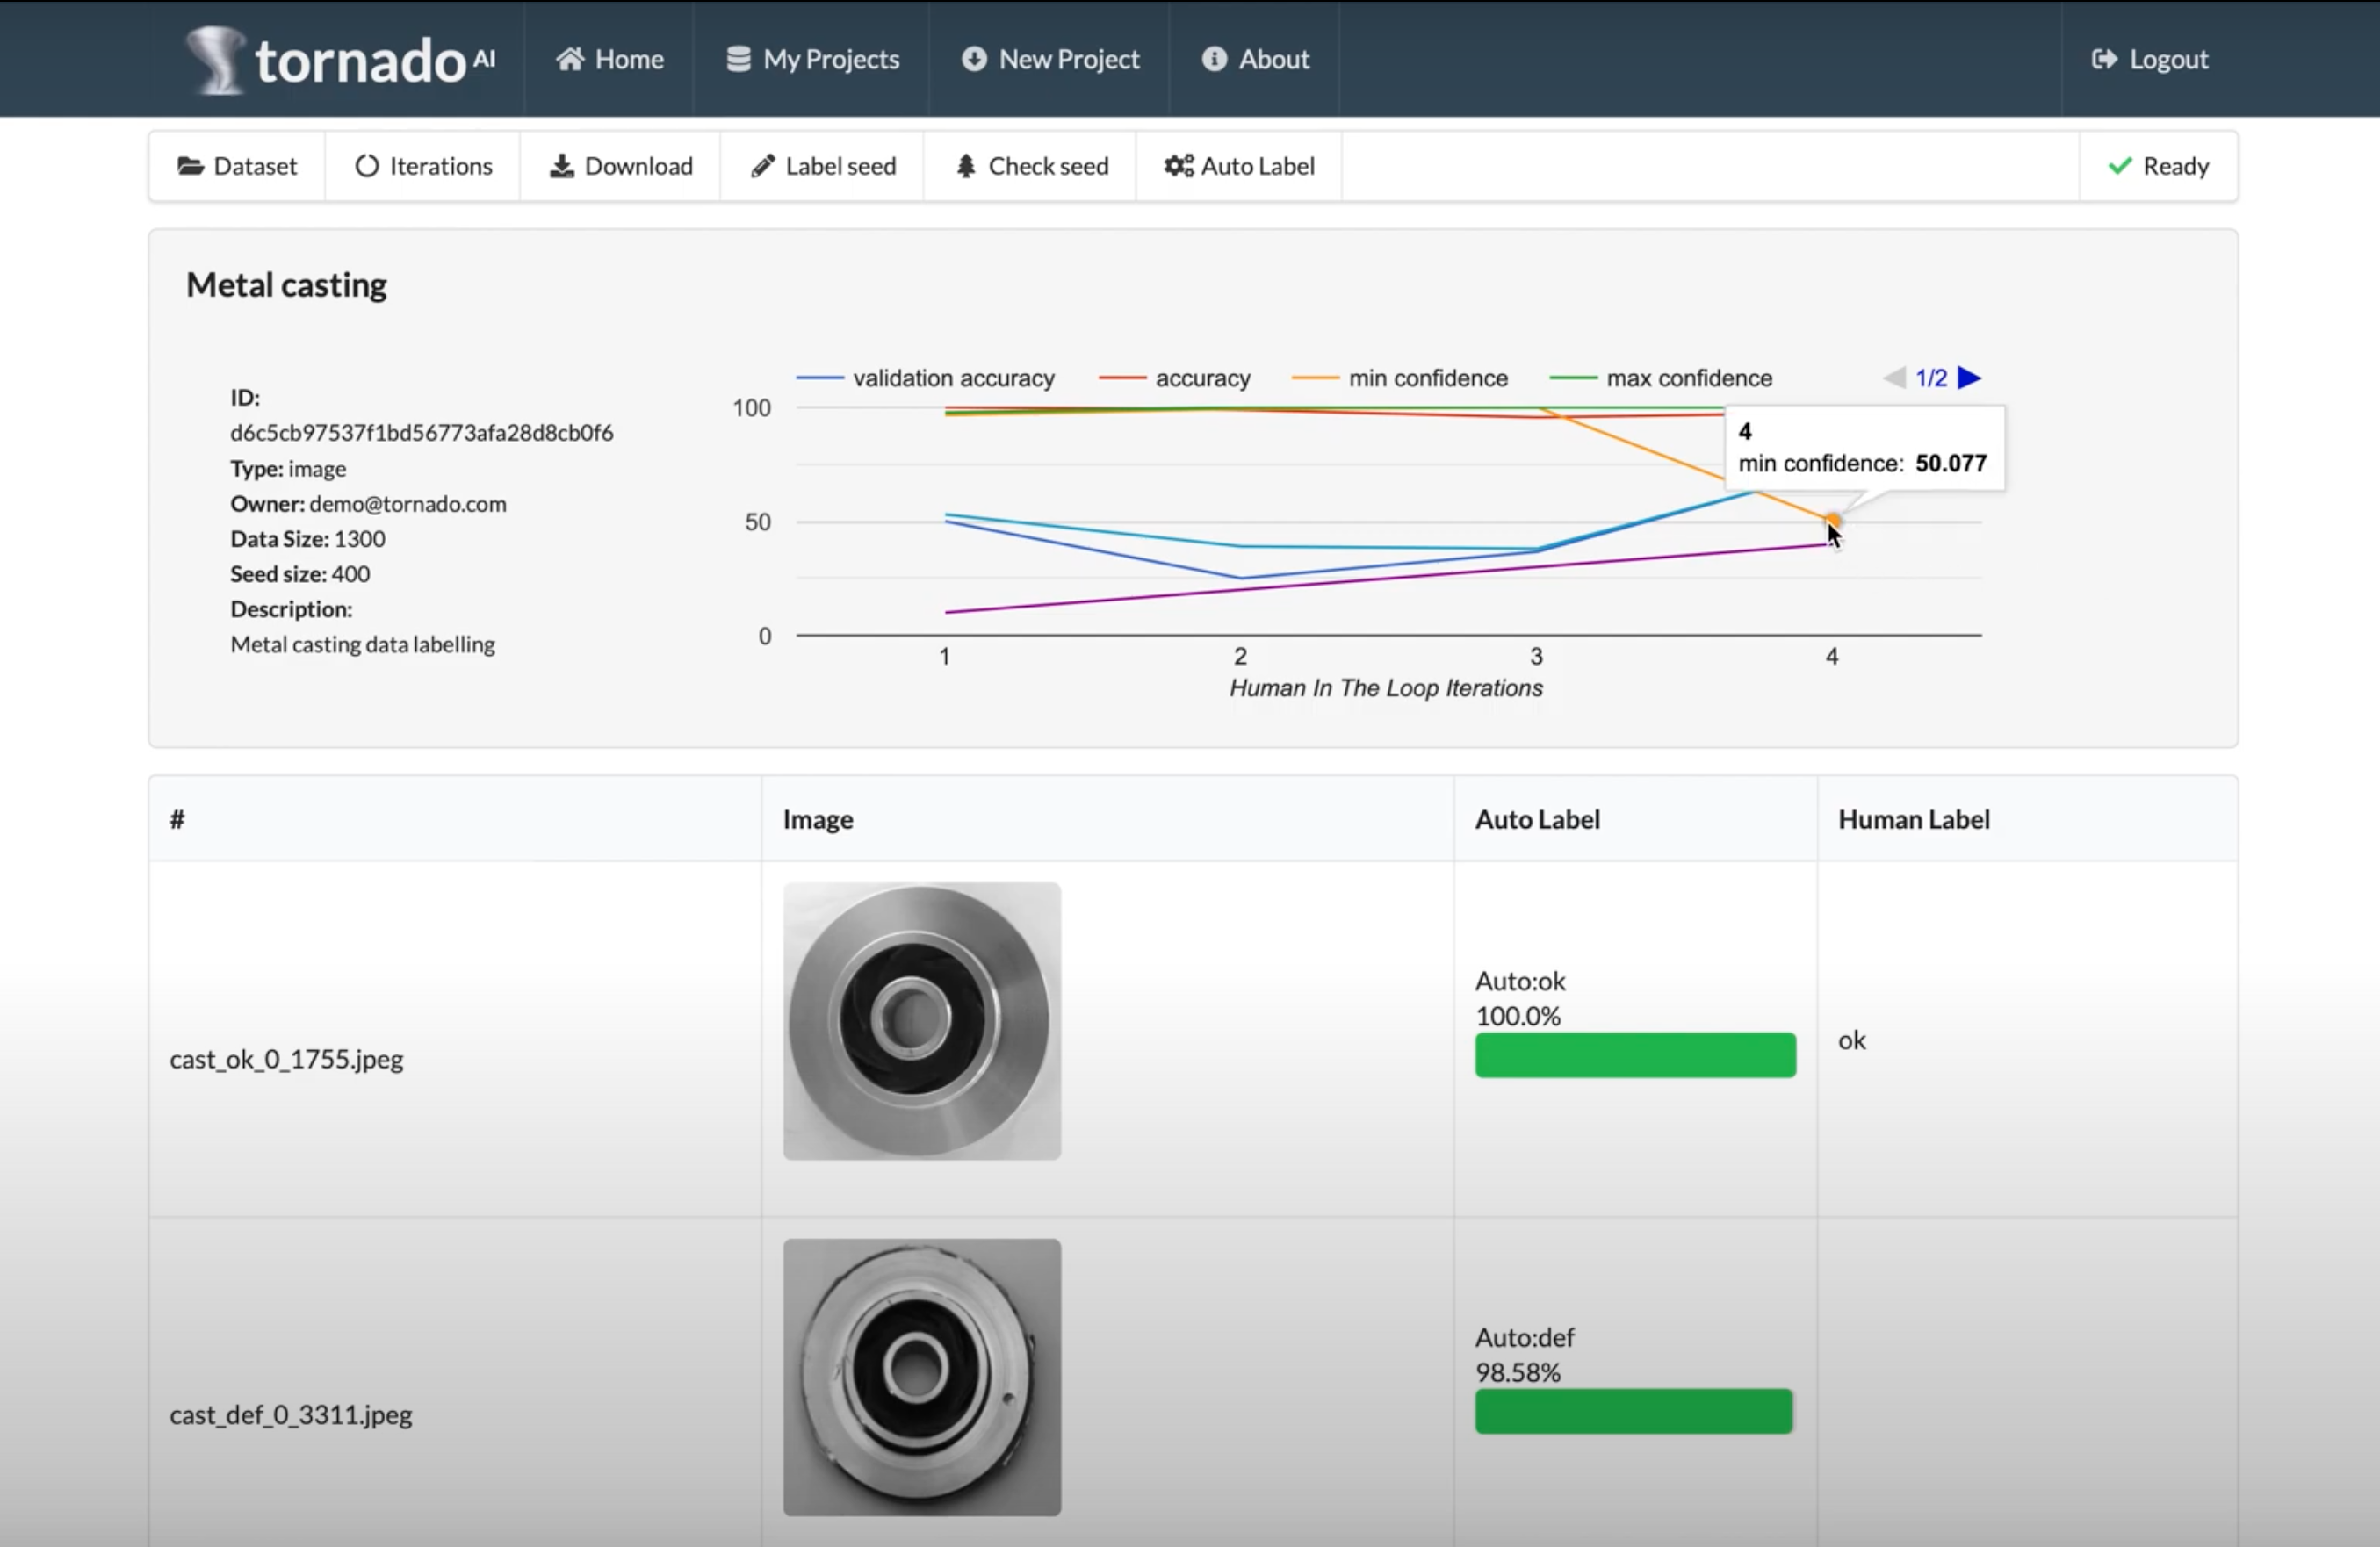 tornado AI Home My Projects New Project About Logout
Dataset Iterations Download Label seed Check seed Auto Label Ready
Metal casting
ID:
d6c5cb97537f1bd56773afa28d8cb0f6
Type: image
Owner: demo@tornado.com
Data Size: 1300
Seed size: 400
Description:
Metal casting data labelling
validation accuracy accuracy min confidence max confidence 1/2
100
50
0
4
min confidence: 50.077
1 2 3 4
Human In The Loop Iterations
# Image Auto Label Human Label
cast_ok_0_1755.jpeg
Auto:ok
100.0%
ok
cast_def_0_3311.jpeg
Auto:def
98.58%